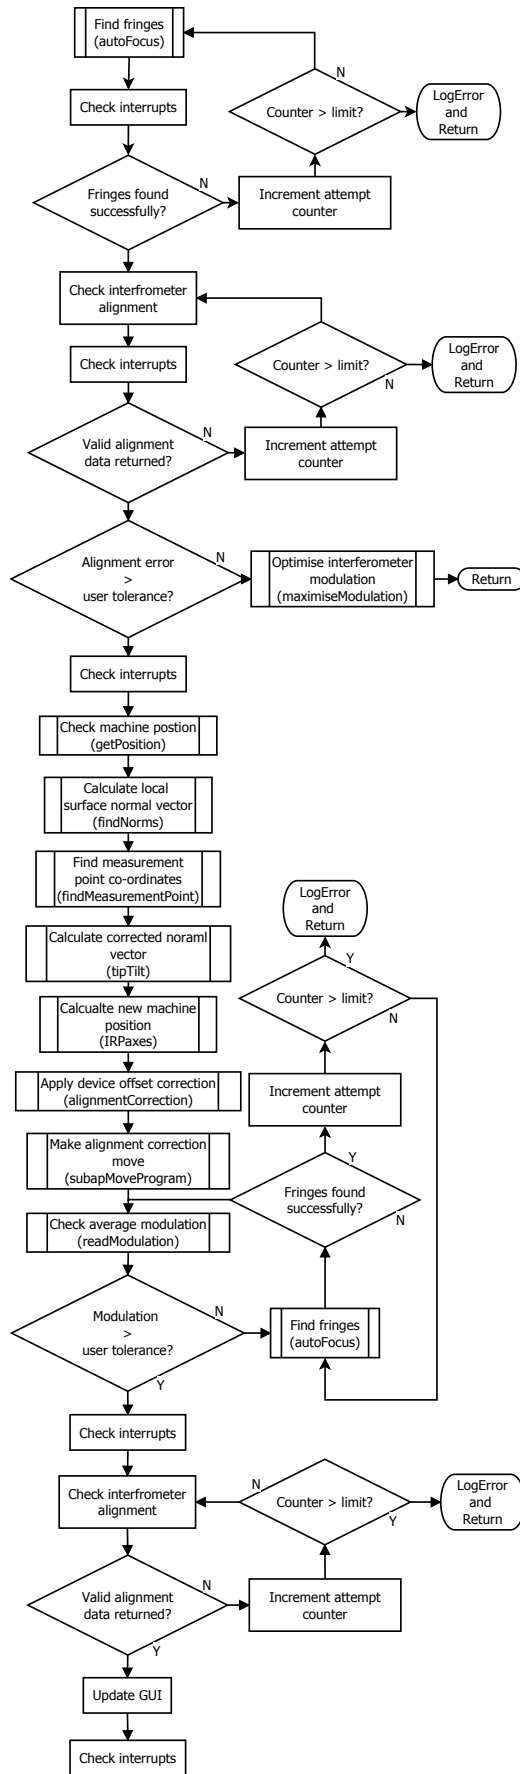 Find fringes
(autoFocus)
N
Check interrupts
Counter > limit?
LogError
and
Return
Fringes found
successfully?
N
Increment attempt
counter
Check interfrometer
alignment
Check interrupts
Counter > limit?
N
LogError
and
Return
Valid alignment
data returned?
N
Increment attempt
counter
Alignment error
>
user tolerance?
N
Optimise interferometer
modulation
(maximiseModulation)
Return
Check interrupts
Check machine postion
(getPosition)
Calculate local
surface normal vector
(findNorms)
Find measurement
point co-ordinates
(findMeasurementPoint)
LogError
and
Return
Calculate corrected noraml
vector
(tipTilt)
Y
Counter > limit?
N
Calcualte new machine
position
(IRPaxes)
Apply device offset correction
(alignmentCorrection)
Increment attempt
counter
Make alignment correction
move
(subapMoveProgram)
Y
Fringes found
successfully?
N
Check average modulation
(readModulation)
Modulation
>
user tolerance?
N
Y
Find fringes
(autoFocus)
Check interrupts
Check interfrometer
alignment
N
Counter > limit?
Y
LogError
and
Return
Valid alignment
data returned?
N
Y
Increment attempt
counter
Update GUI
Check interrupts